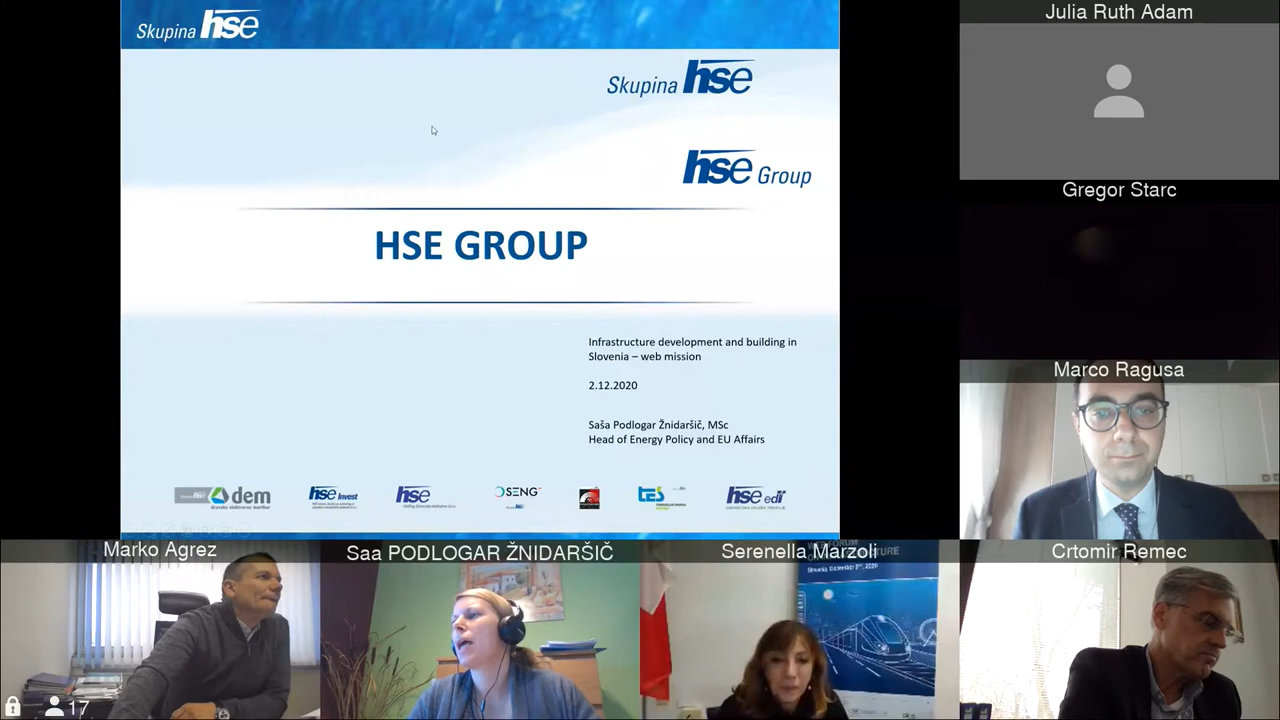 Skupina hse
Skupina hse
hse Group
HSE GROUP
Infrastructure development and building in
Slovenia – web mission
2.12.2020
Saša Podlogar Žnidaršič, MSc
Head of Energy Policy and EU Affairs
dem
hse Invest
hse
SENG
TEŠ
hse edt
Julia Ruth Adam
Gregor Starc
Marco Ragusa
Marko Agrez
Saa PODLOGAR ŽNIDARŠIČ
Serenella Marzoli
Crtomir Remec
17